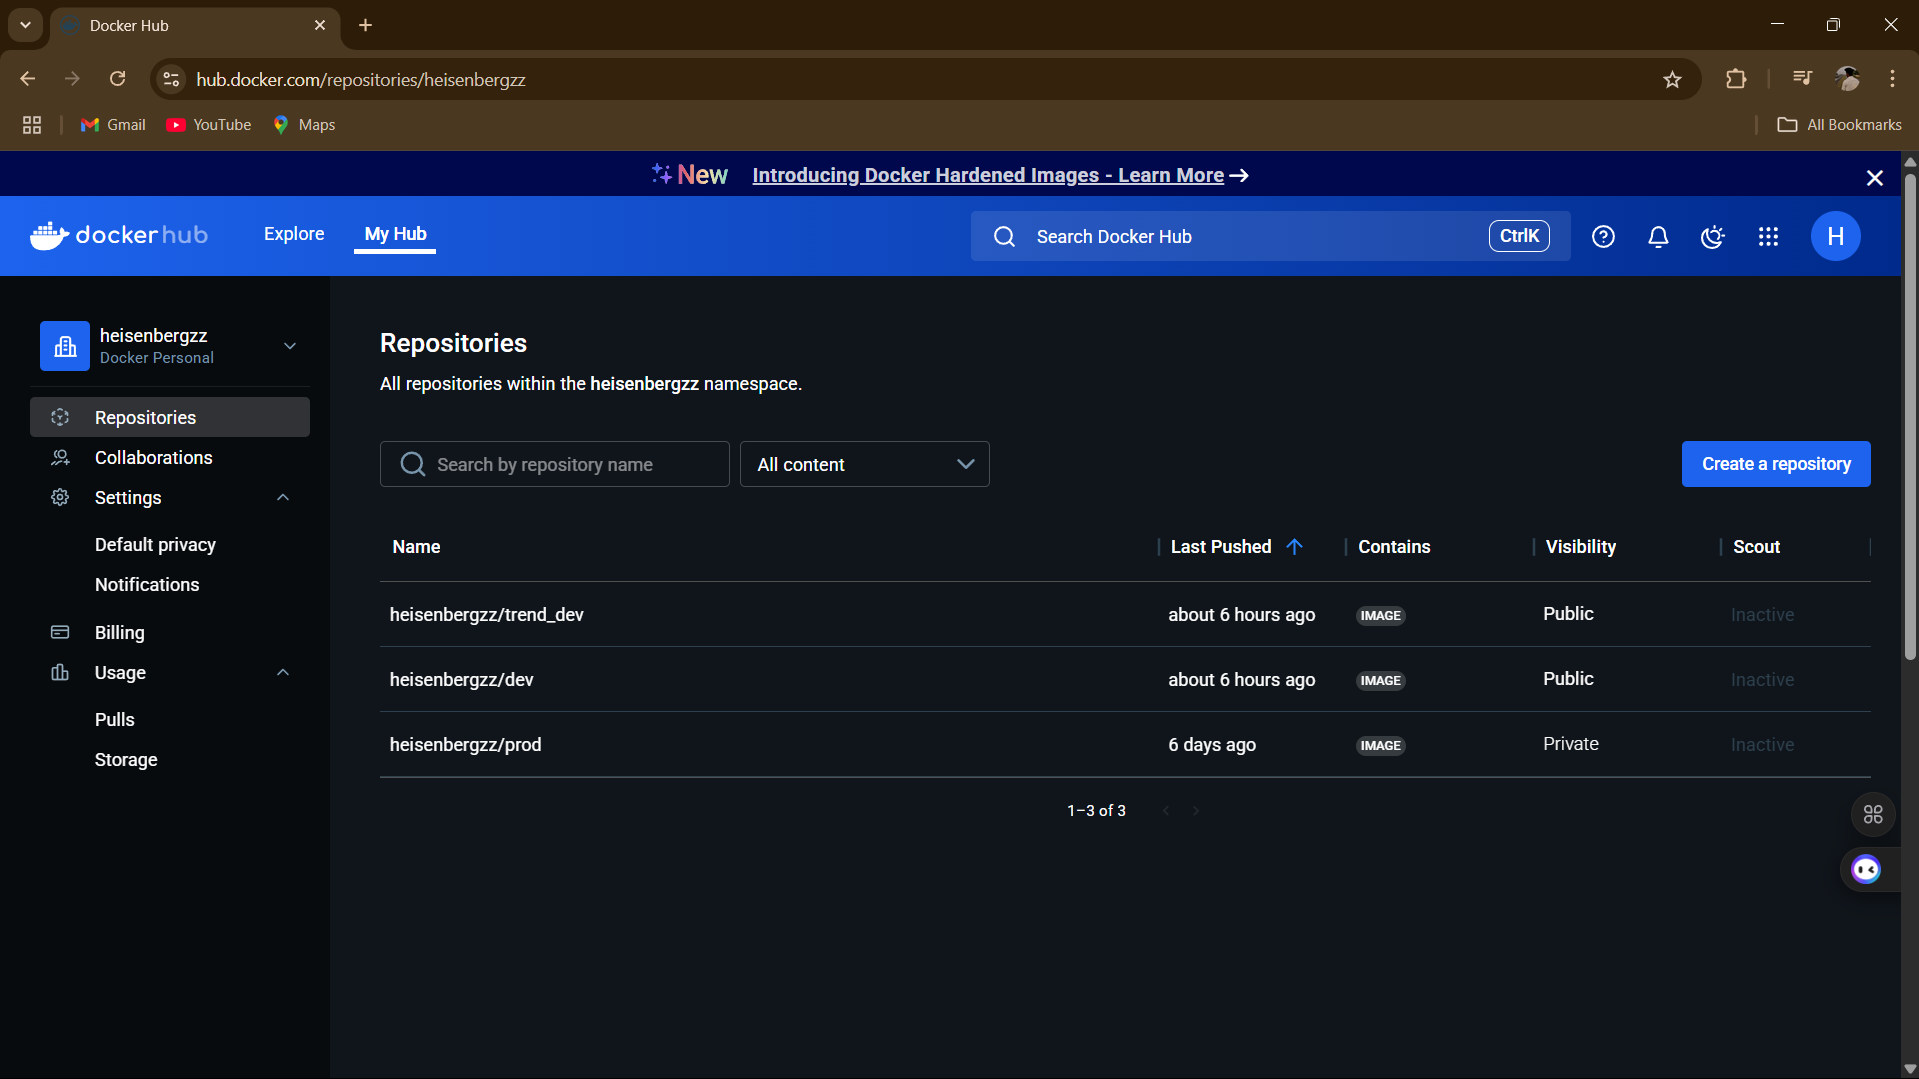 Docker Hub
hub.docker.com/repositories/heisenbergzz
Gmail YouTube Maps All Bookmarks
New Introducing Docker Hardened Images - Learn More →
docker hub Explore My Hub Search Docker Hub CtrlK H
heisenbergzz
Docker Personal
Repositories
Collaborations
Settings
Default privacy
Notifications
Billing
Usage
Pulls
Storage
Repositories
All repositories within the heisenbergzz namespace.
Search by repository name All content Create a repository
Name Last Pushed Contains Visibility Scout
heisenbergzz/trend_dev about 6 hours ago IMAGE Public Inactive
heisenbergzz/dev about 6 hours ago IMAGE Public Inactive
heisenbergzz/prod 6 days ago IMAGE Private Inactive
1–3 of 3